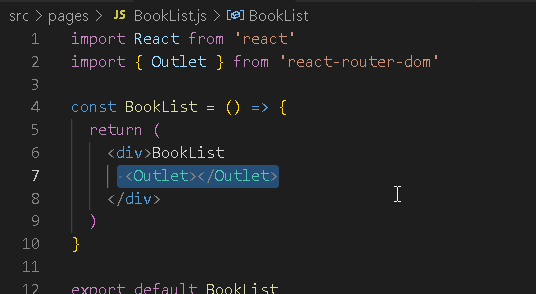 src > pages > JS BookList.js > BookList
1 import React from 'react'
2 import { Outlet } from 'react-router-dom'
3
4 const BookList = () => {
5   return (
6     <div>BookList
7       <Outlet></Outlet>
8     </div>
9   )
10 }
11
12 export default BookList